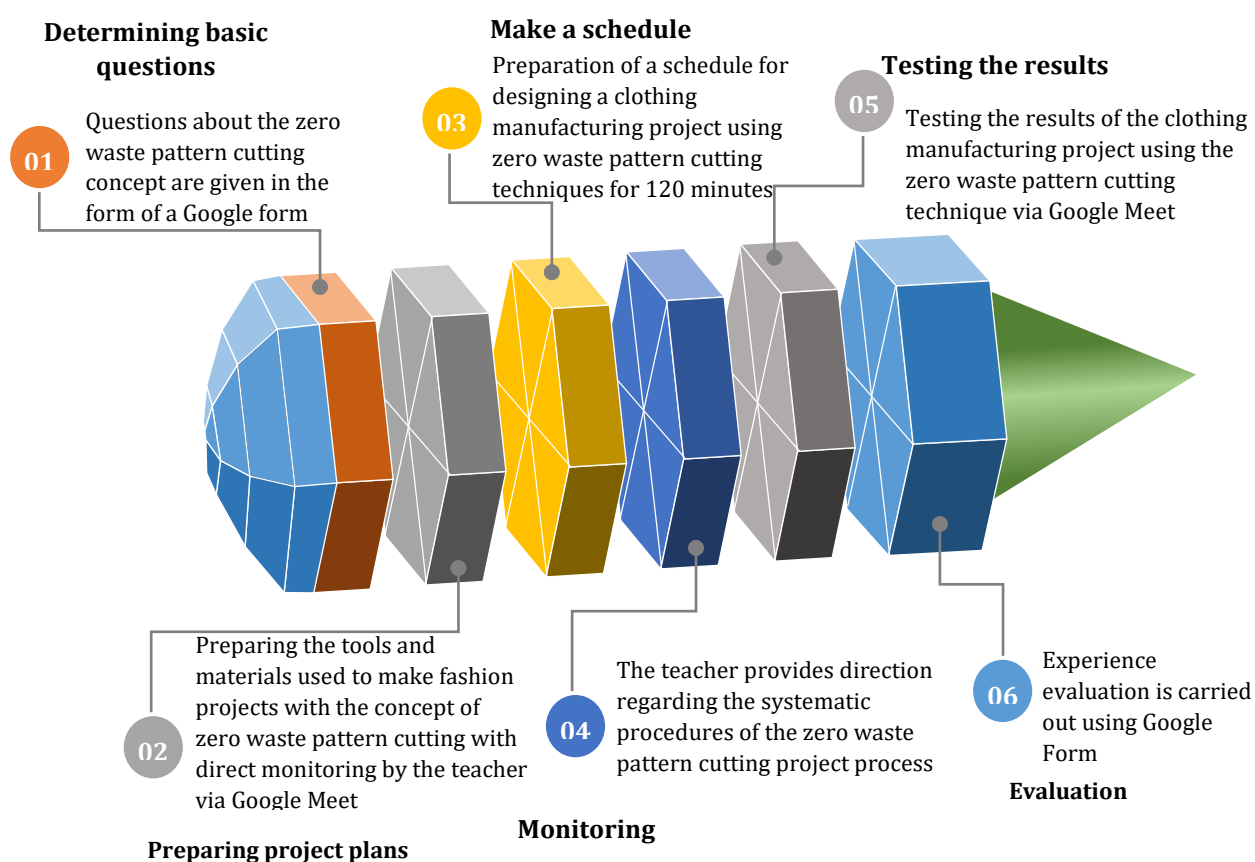 Determining basic
questions
01
Questions about the zero
waste pattern cutting
concept are given in the
form of a Google form
Make a schedule
03
Preparation of a schedule for
designing a clothing
manufacturing project using
zero waste pattern cutting
techniques for 120 minutes
Testing the results
05
Testing the results of the clothing
manufacturing project using the
zero waste pattern cutting
technique via Google Meet
02
Preparing the tools and
materials used to make fashion
projects with the concept of
zero waste pattern cutting with
direct monitoring by the teacher
via Google Meet
Preparing project plans
04
The teacher provides direction
regarding the systematic
procedures of the zero waste
pattern cutting project process
Monitoring
06
Experience
evaluation is carried
out using Google
Form
Evaluation